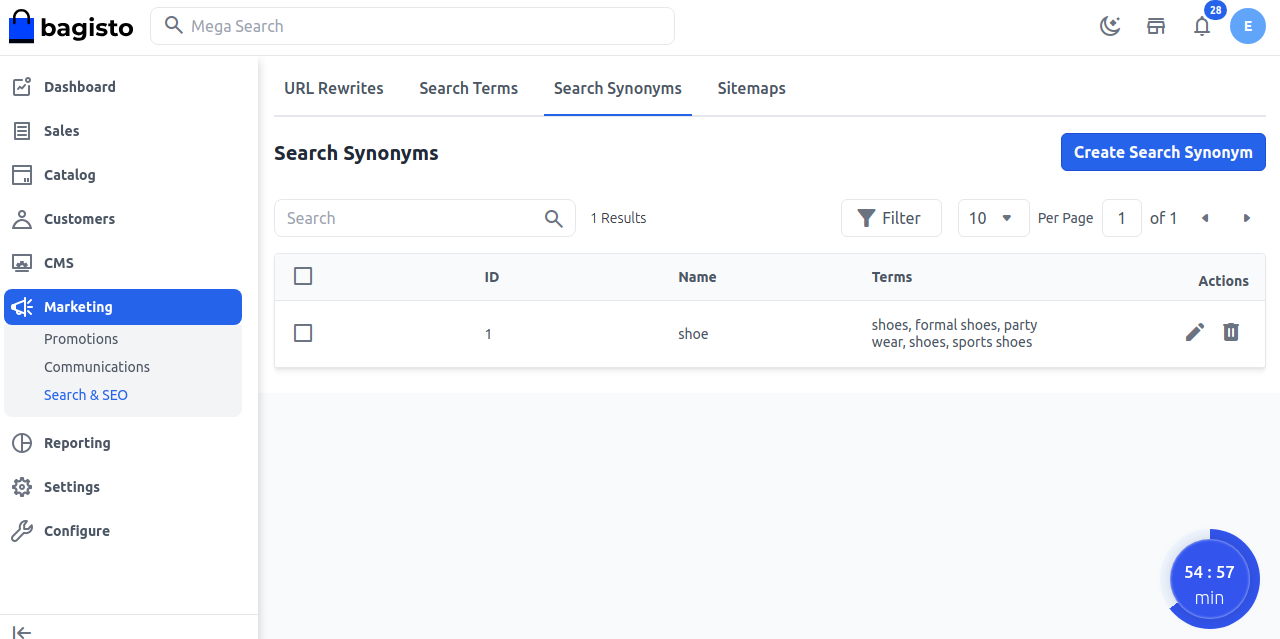 bagisto
Mega Search
28
E
Dashboard
Sales
Catalog
Customers
CMS
Marketing
Promotions
Communications
Search & SEO
Reporting
Settings
Configure
URL Rewrites Search Terms Search Synonyms Sitemaps
Search Synonyms
Create Search Synonym
Search
1 Results
Filter
10
Per Page
1
of 1
ID Name Terms Actions
1 shoe shoes, formal shoes, party
wear, shoes, sports shoes
54 : 57
min